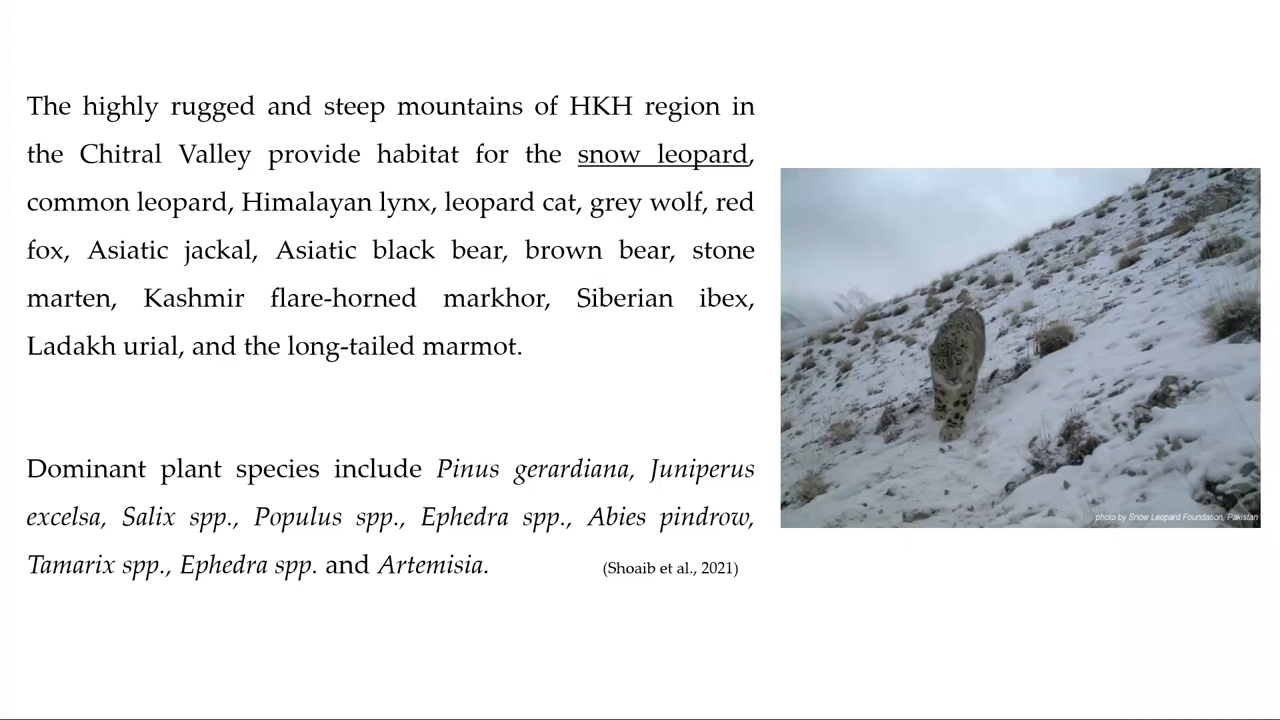 The highly rugged and steep mountains of HKH region in
the Chitral Valley provide habitat for the snow leopard,
common leopard, Himalayan lynx, leopard cat, grey wolf, red
fox, Asiatic jackal, Asiatic black bear, brown bear, stone
marten, Kashmir flare-horned markhor, Siberian ibex,
Ladakh urial, and the long-tailed marmot.
Dominant plant species include Pinus gerardiana, Juniperus
excelsa, Salix spp., Populus spp., Ephedra spp., Abies pindrow,
Tamarix spp., Ephedra spp. and Artemisia.
(Shoaib et al., 2021)
photo by Snow Leopard Foundation, Pakistan